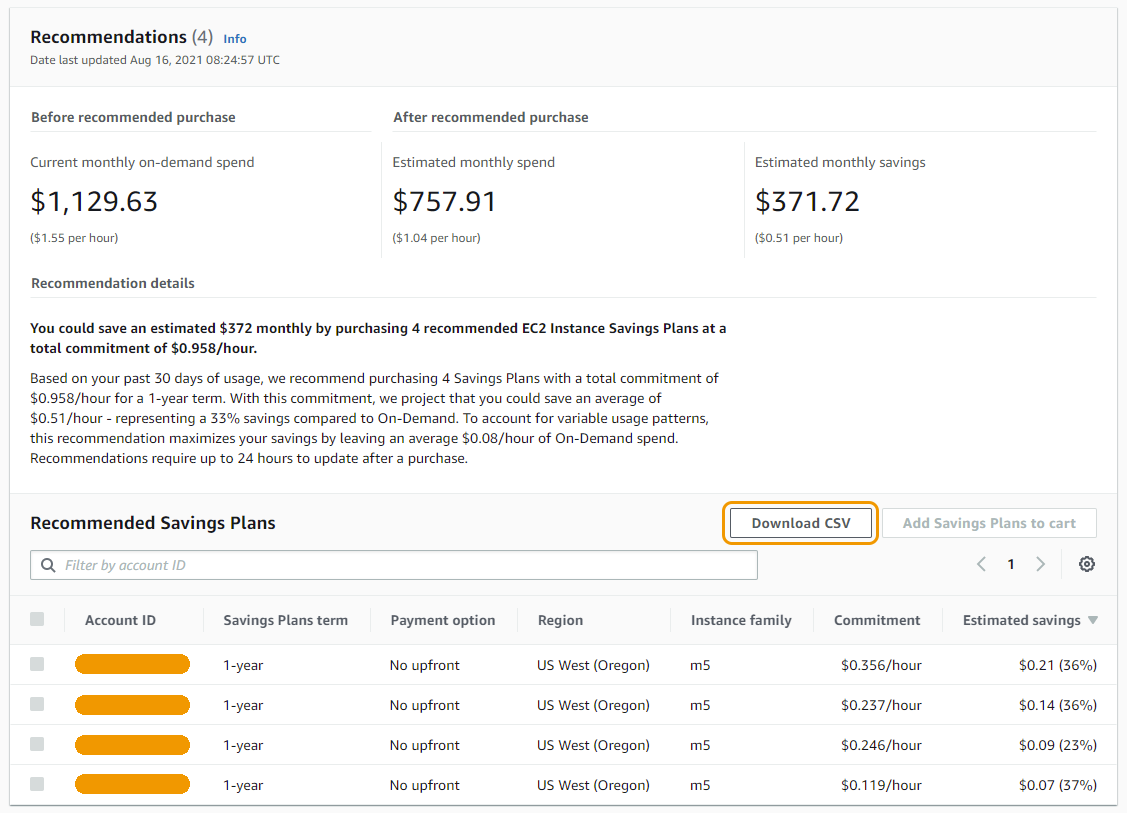 Recommendations (4) Info
Date last updated Aug 16, 2021 08:24:57 UTC
Before recommended purchase
After recommended purchase
Current monthly on-demand spend
Estimated monthly spend
Estimated monthly savings
$1,129.63
$757.91
$371.72
($1.55 per hour)
($1.04 per hour)
($0.51 per hour)
Recommendation details
You could save an estimated $372 monthly by purchasing 4 recommended EC2 Instance Savings Plans at a
total commitment of $0.958/hour.
Based on your past 30 days of usage, we recommend purchasing 4 Savings Plans with a total commitment of
$0.958/hour for a 1-year term. With this commitment, we project that you could save an average of
$0.51/hour - representing a 33% savings compared to On-Demand. To account for variable usage patterns,
this recommendation maximizes your savings by leaving an average $0.08/hour of On-Demand spend.
Recommendations require up to 24 hours to update after a purchase.
Recommended Savings Plans
Download CSV
Add Savings Plans to cart
Filter by account ID
1
Account ID Savings Plans term Payment option Region Instance family Commitment Estimated savings
1-year No upfront US West (Oregon) m5 $0.356/hour $0.21 (36%)
1-year No upfront US West (Oregon) m5 $0.237/hour $0.14 (36%)
1-year No upfront US West (Oregon) m5 $0.246/hour $0.09 (23%)
1-year No upfront US West (Oregon) m5 $0.119/hour $0.07 (37%)